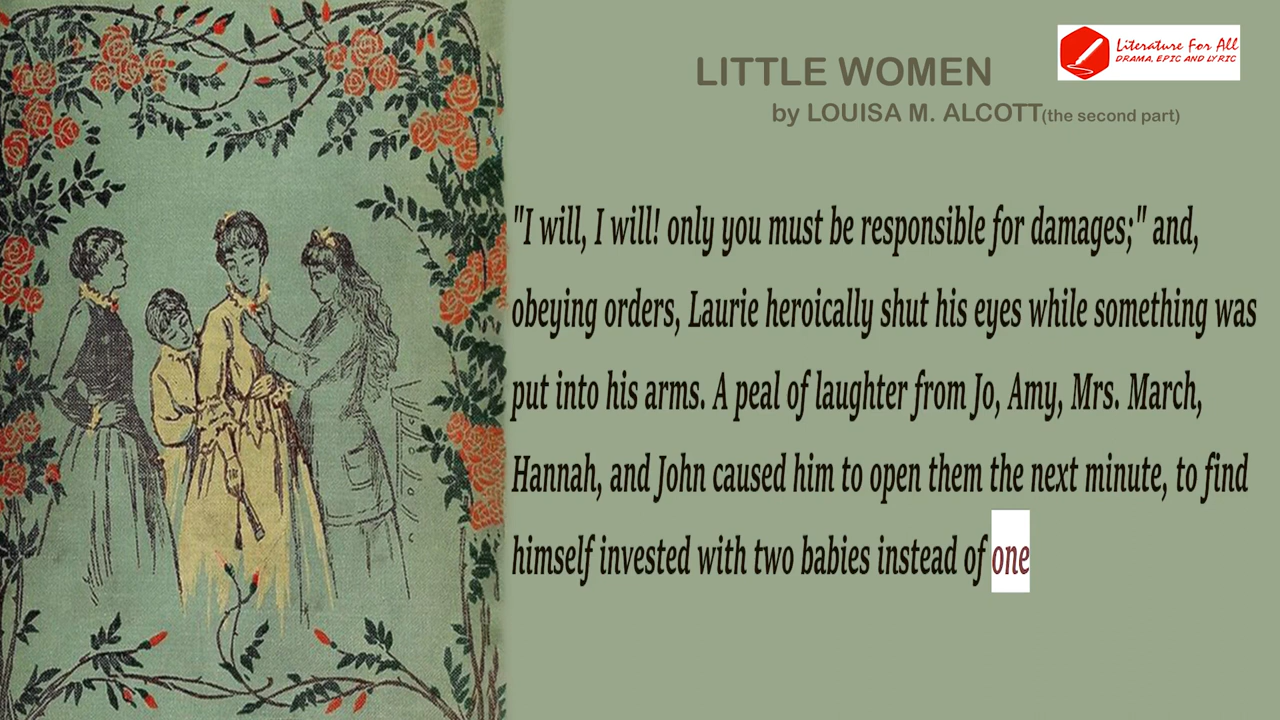 LITTLE WOMEN
by LOUISA M. ALCOTT(the second part)
Literature For All
DRAMA, EPIC AND LYRIC
"I will, I will! only you must be responsible for damages;" and,
obeying orders, Laurie heroically shut his eyes while something was
put into his arms. A peal of laughter from Jo, Amy, Mrs. March,
Hannah, and John caused him to open them the next minute, to find
himself invested with two babies instead of one